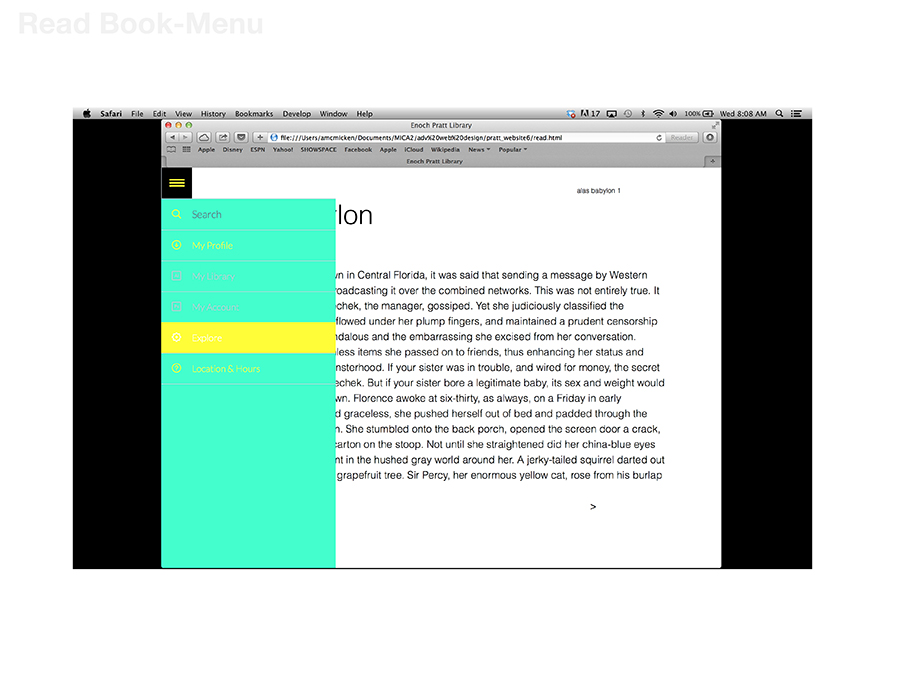 Read Book-Menu
Safari File Edit View History Bookmarks Develop Window Help 17 100% Wed 8:08 AM
Enoch Pratt Library
file:///Users/amcmicken/Documents/MICA2/adv%20web%20design/pratt_website6/read.html Reader
Apple Disney ESPN Yahoo! SHOWSPACE Facebook Apple iCloud Wikipedia News Popular
Enoch Pratt Library
alas babylon 1
Search
lon
My Profile
My Library
My Account
Explore
Location & Hours
n in Central Florida, it was said that sending a message by Western
roadcasting it over the combined networks. This was not entirely true. It
chek, the manager, gossiped. Yet she judiciously classified the
flowed under her plump fingers, and maintained a prudent censorship
ndalous and the embarrassing she excised from her conversation.
less items she passed on to friends, thus enhancing her status and
nsterhood. If your sister was in trouble, and wired for money, the secret
echek. But if your sister bore a legitimate baby, its sex and weight would
wn. Florence awoke at six-thirty, as always, on a Friday in early
d graceless, she pushed herself out of bed and padded through the
n. She stumbled onto the back porch, opened the screen door a crack,
carton on the stoop. Not until she straightened did her china-blue eyes
nt in the hushed gray world around her. A jerky-tailed squirrel darted out
grapefruit tree. Sir Percy, her enormous yellow cat, rose from his burlap
>